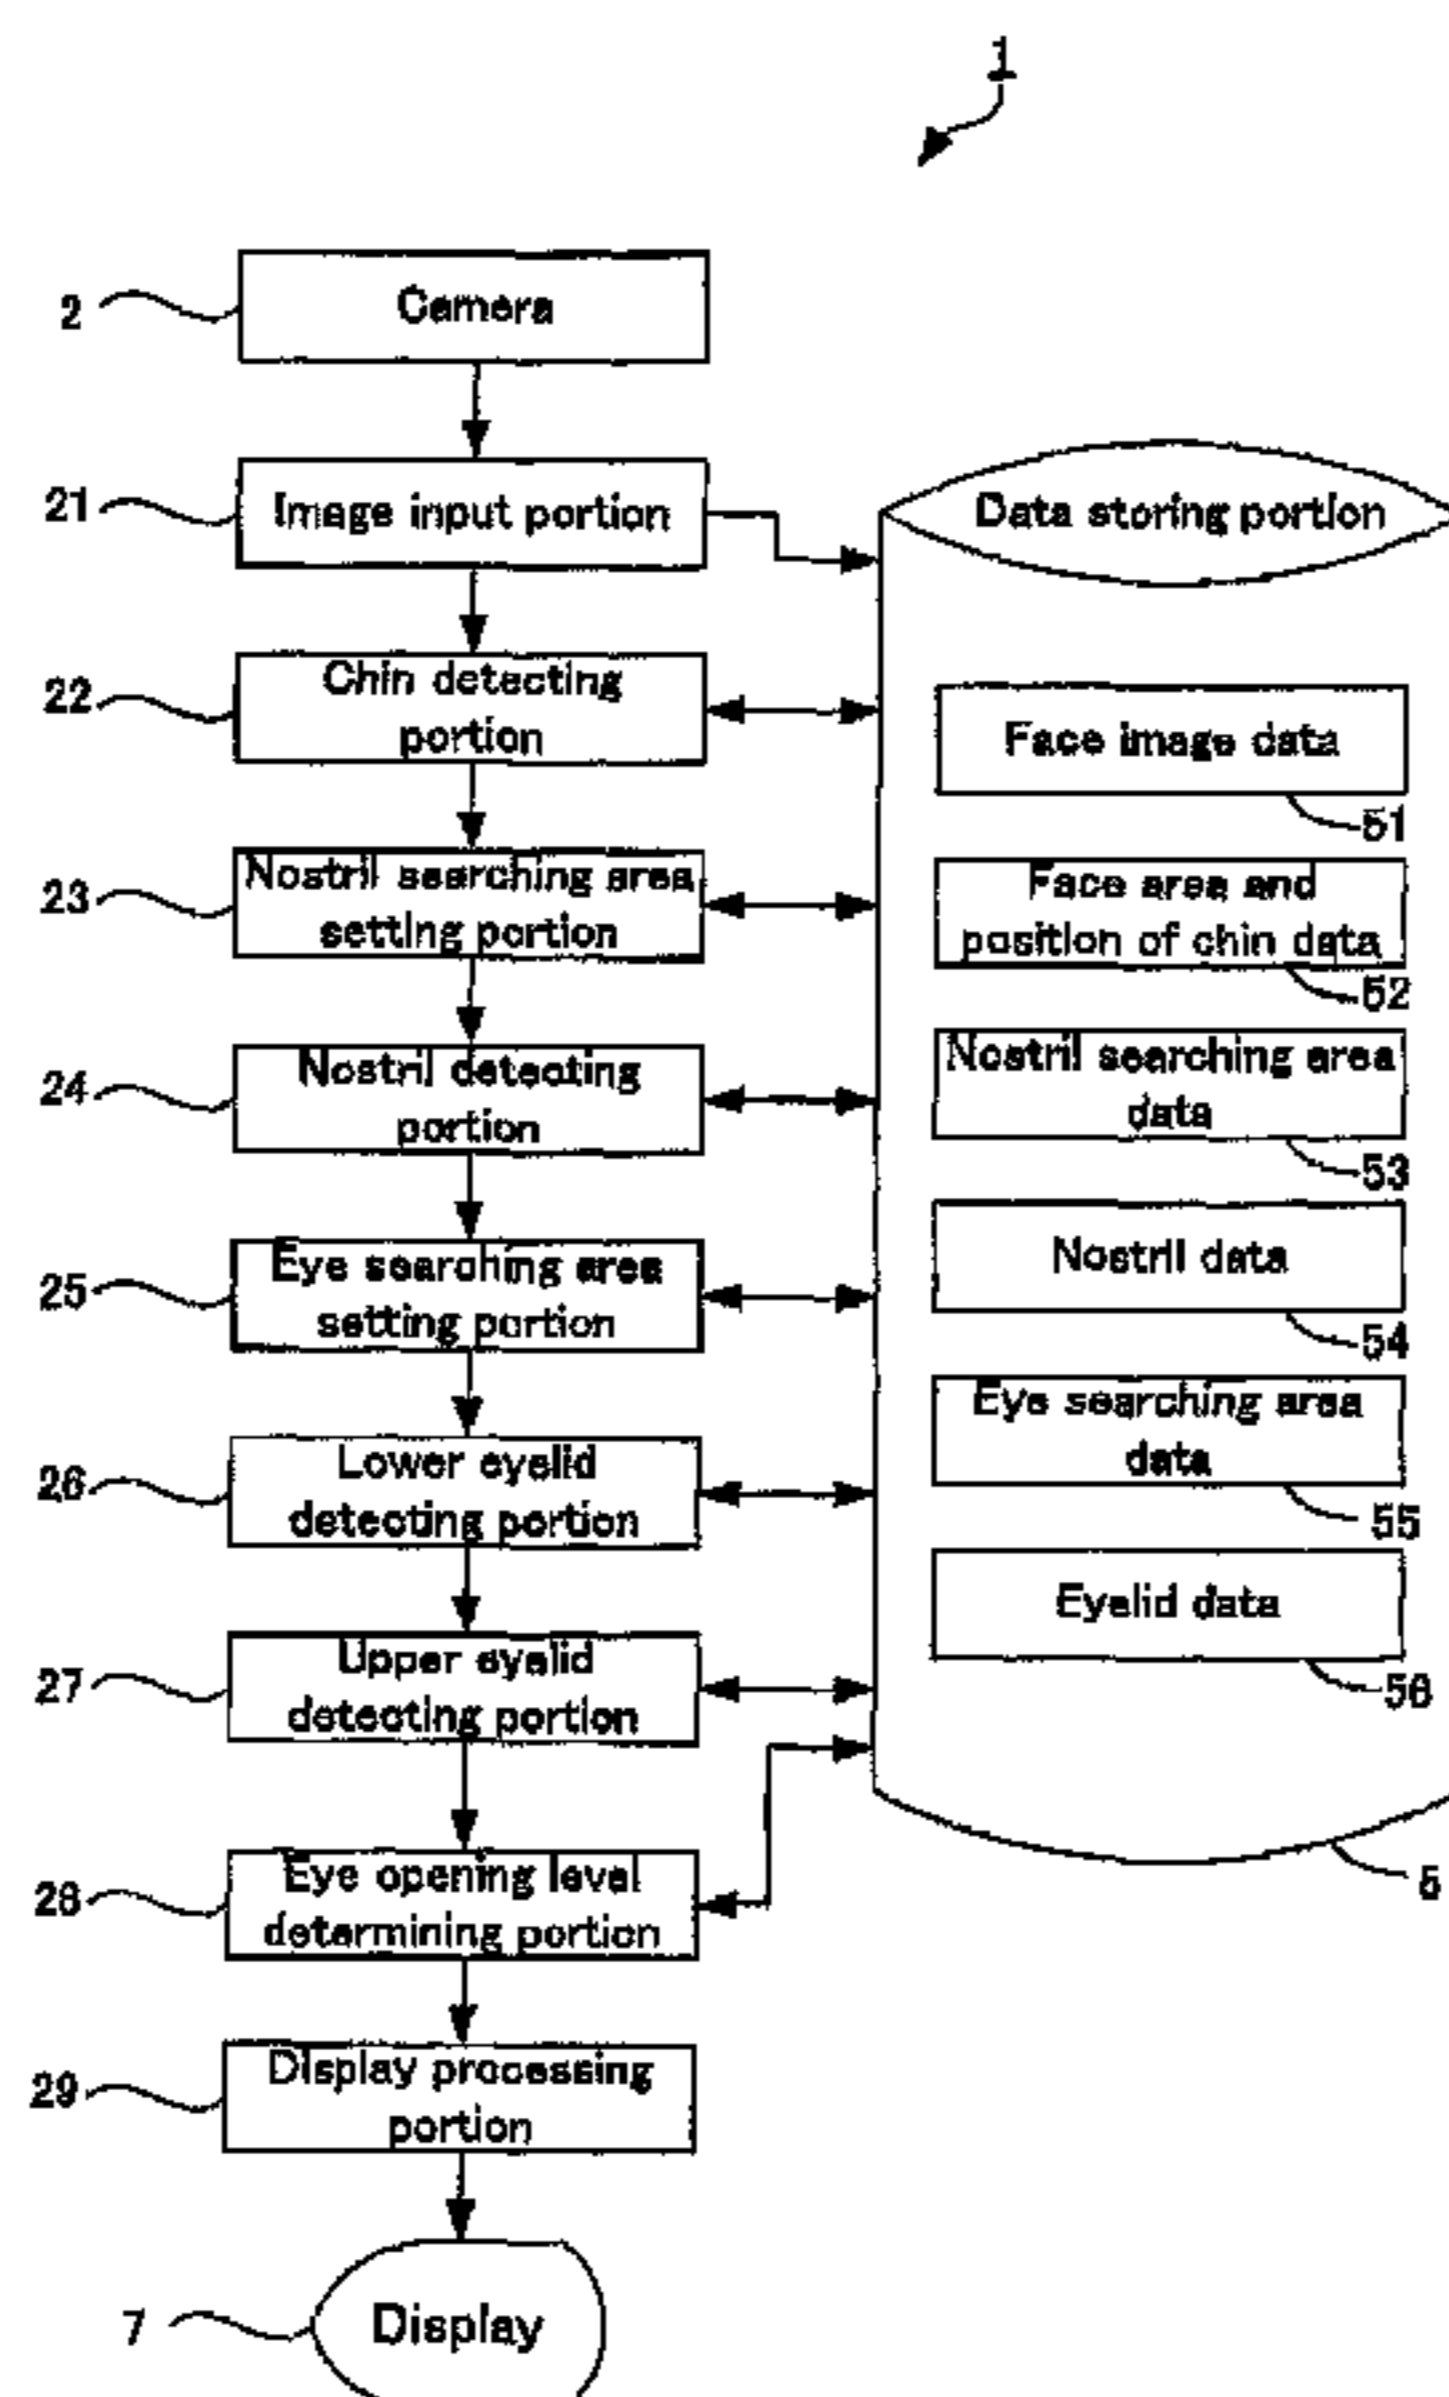 1
2
Camera
21
Image input portion
Data storing portion
22
Chin detecting
portion
Face image data
51
23
Nostril searching area
setting portion
Face area and
position of chin data
52
24
Nostril detecting
portion
Nostril searching area
data
53
25
Eye searching area
setting portion
Nostril data
54
26
Lower eyelid
detecting portion
Eye searching area
data
55
27
Upper eyelid
detecting portion
Eyelid data
56
28
Eye opening level
determining portion
5
29
Display processing
portion
7
Display